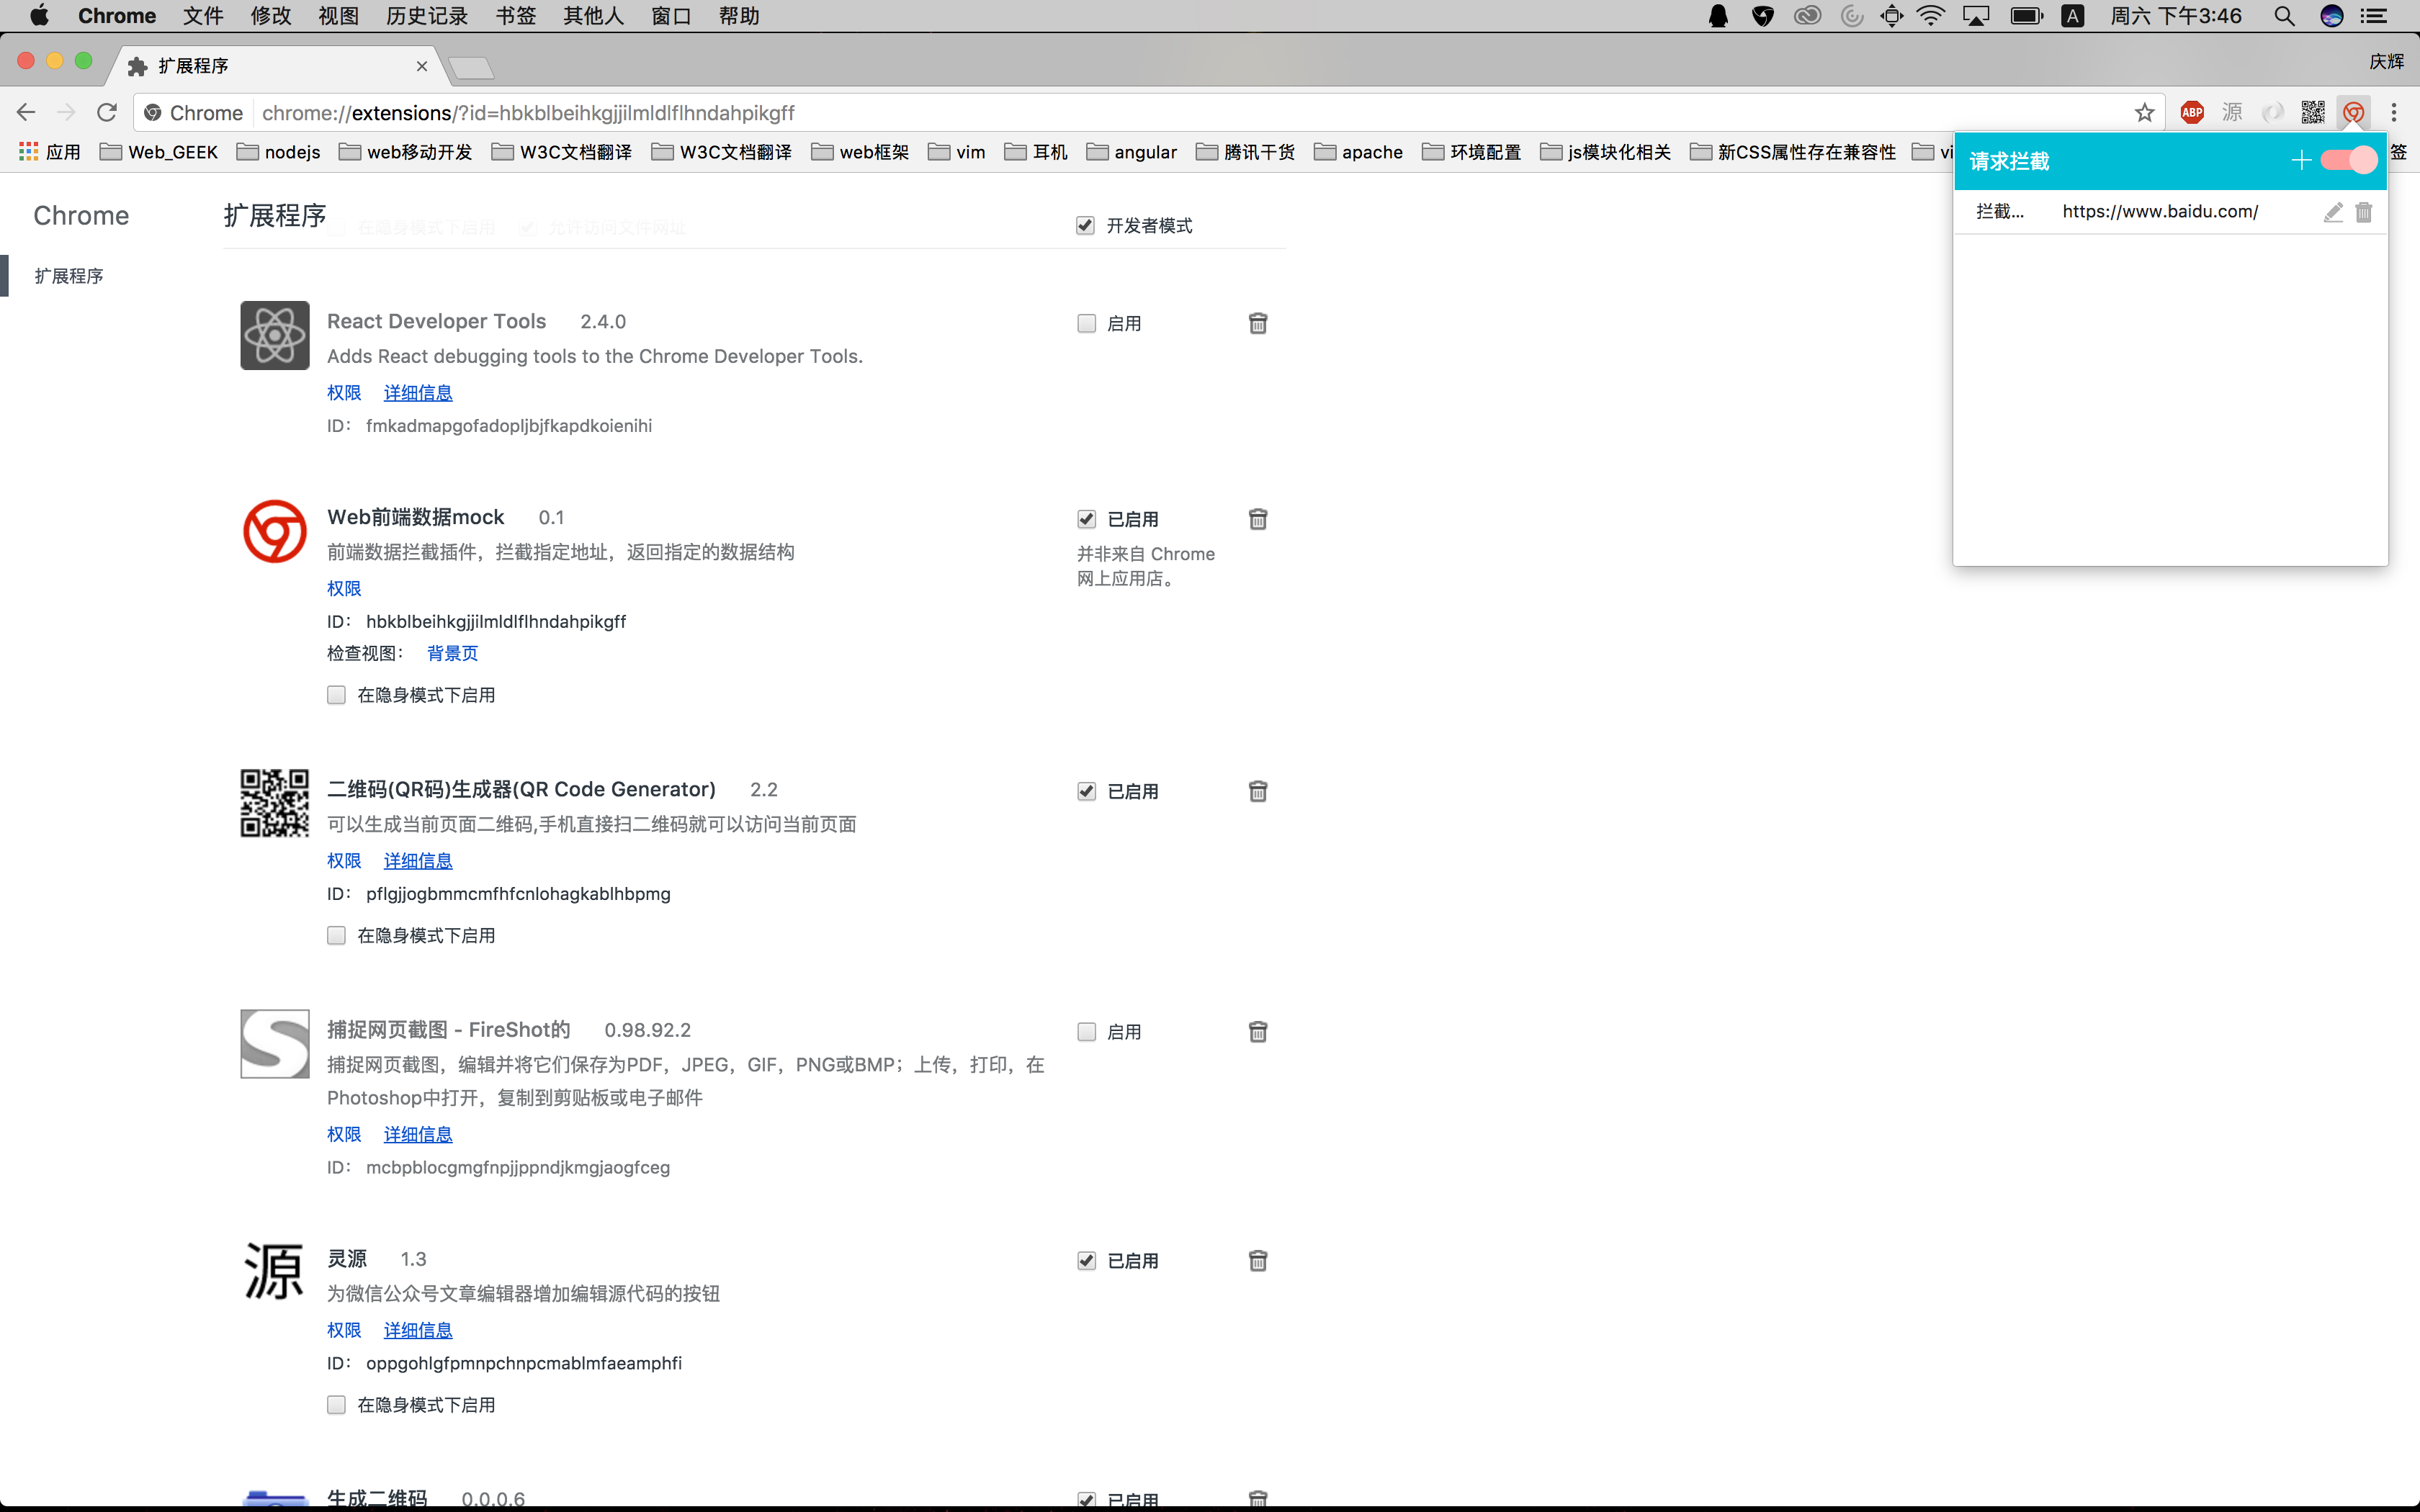 Chrome 文件 修改 视图 历史记录 书签 其他人 窗口 帮助 A 周六 下午3:46
扩展程序 庆辉
Chrome chrome://extensions/?id=hbkblbeihkgjjilmldlflhndahpikgff ABP 源
应用 Web_GEEK nodejs web移动开发 W3C文档翻译 W3C文档翻译 web框架 vim 耳机 angular 腾讯干货 apache 环境配置 js模块化相关 新CSS属性存在兼容性 vi 签
请求拦截
拦截... https://www.baidu.com/
Chrome
扩展程序
扩展程序
在隐身模式下启用 允许访问文件网址
开发者模式
React Developer Tools 2.4.0
启用
Adds React debugging tools to the Chrome Developer Tools.
权限 详细信息
ID： fmkadmapgofadopljbjfkapdkoienihi
Web前端数据mock 0.1
已启用
前端数据拦截插件，拦截指定地址，返回指定的数据结构
并非来自 Chrome
网上应用店。
权限
ID： hbkblbeihkgjjilmldlflhndahpikgff
检查视图： 背景页
在隐身模式下启用
二维码(QR码)生成器(QR Code Generator) 2.2
已启用
可以生成当前页面二维码,手机直接扫二维码就可以访问当前页面
权限 详细信息
ID： pflgjjogbmmcmfhfcnlohagkablhbpmg
在隐身模式下启用
捕捉网页截图 - FireShot的 0.98.92.2
启用
捕捉网页截图，编辑并将它们保存为PDF，JPEG，GIF，PNG或BMP；上传，打印，在
Photoshop中打开，复制到剪贴板或电子邮件
权限 详细信息
ID： mcbpblocgmgfnpjjppndjkmgjaogfceg
源
灵源 1.3
已启用
为微信公众号文章编辑器增加编辑源代码的按钮
权限 详细信息
ID： oppgohlgfpmnpchnpcmablmfaeamphfi
在隐身模式下启用
生成二维码 0.0.0.6
已启用